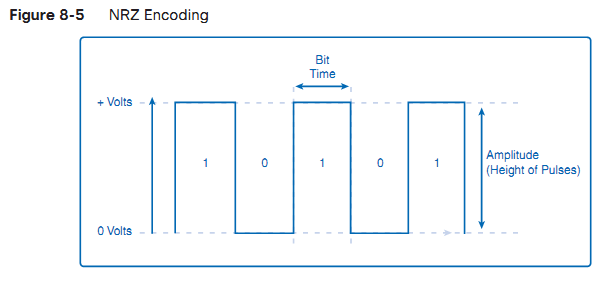 Figure 8-5 NRZ Encoding
Bit
Time
+ Volts
1 0 1 0 1
Amplitude
(Height of Pulses)
0 Volts